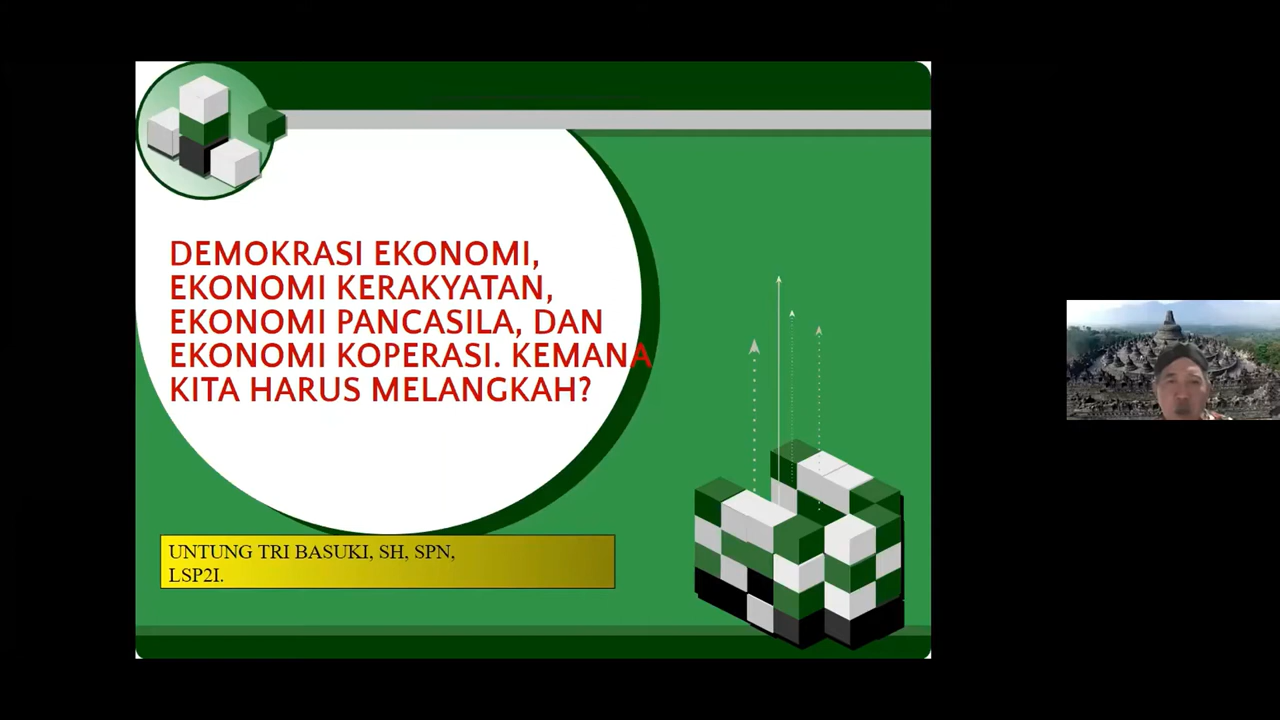 DEMOKRASI EKONOMI,
EKONOMI KERAKYATAN,
EKONOMI PANCASILA, DAN
EKONOMI KOPERASI. KEMANA
KITA HARUS MELANGKAH?
UNTUNG TRI BASUKI, SH, SPN,
LSP2I.